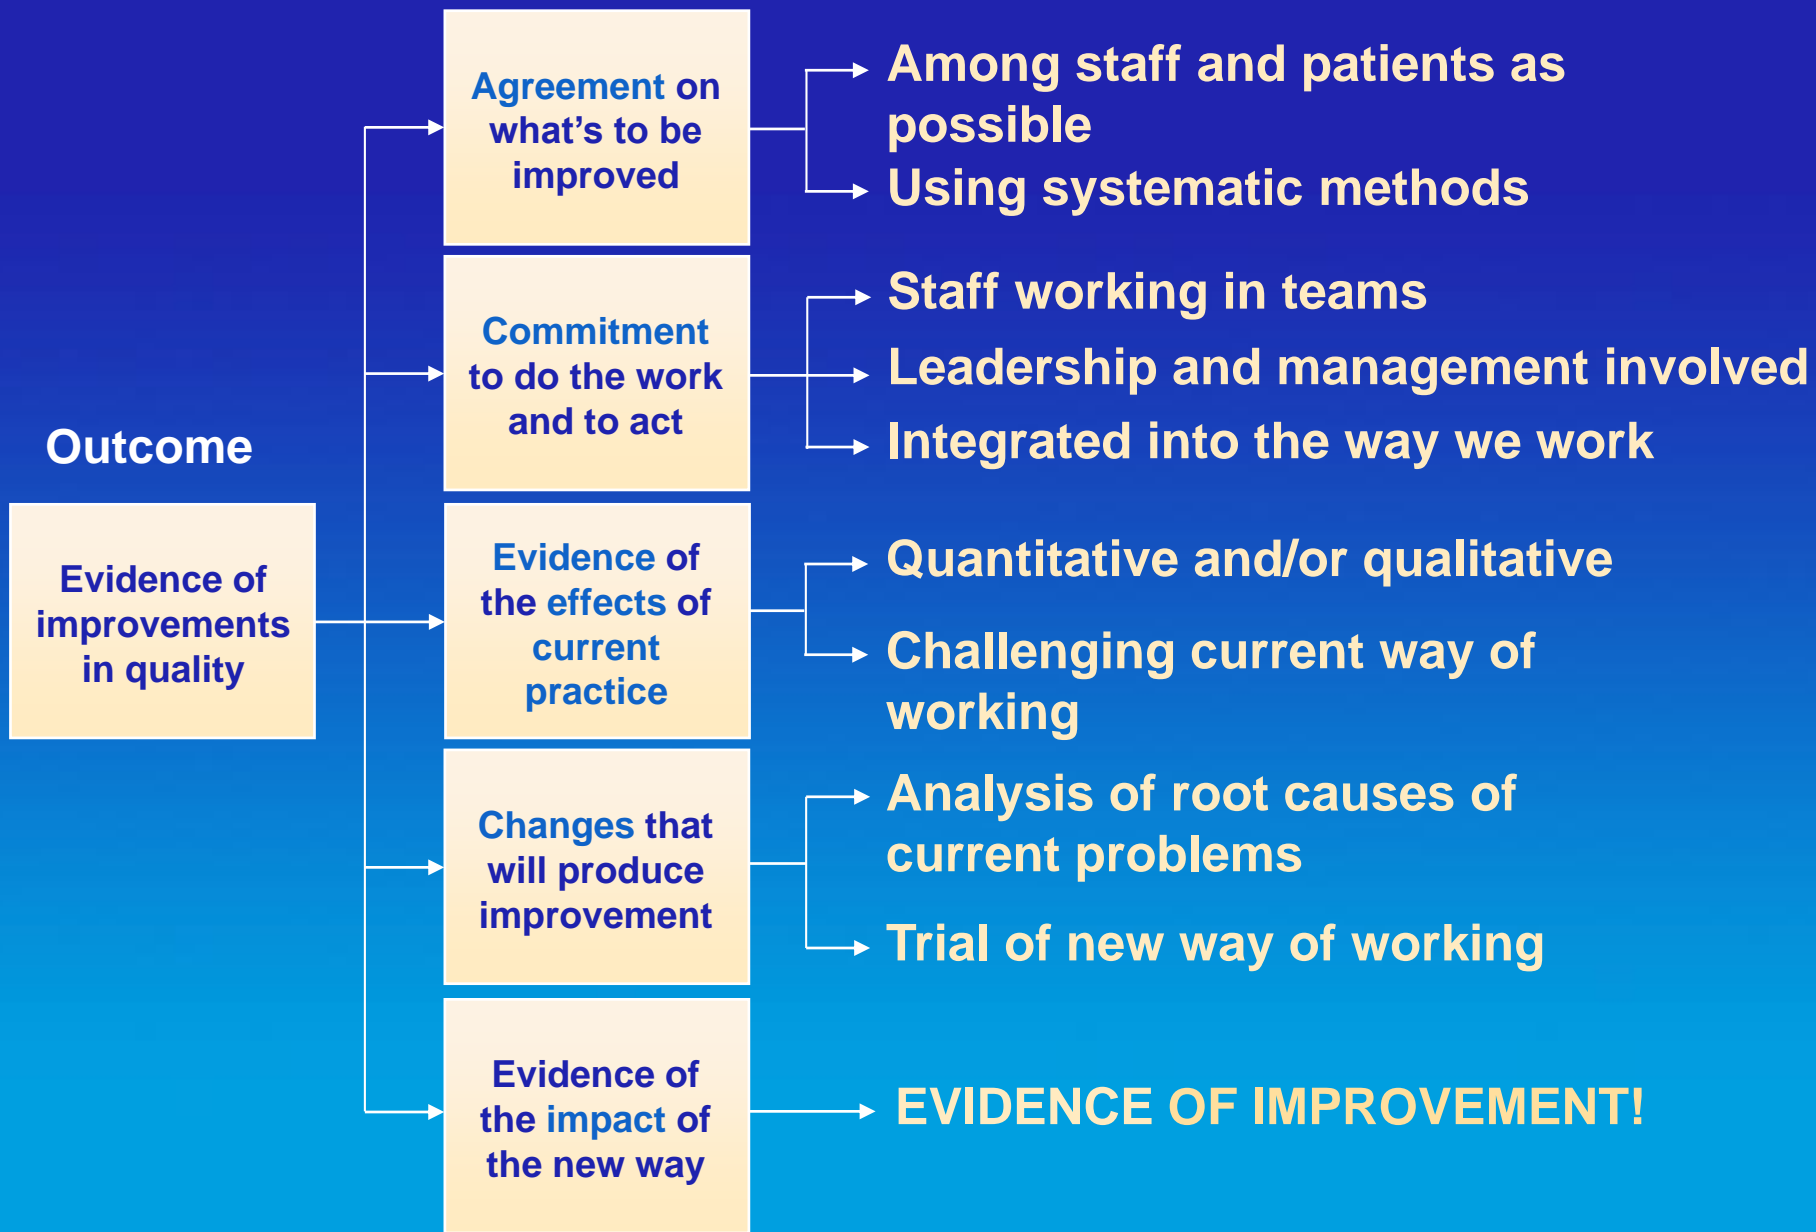 Outcome
Evidence of
improvements
in quality
Agreement on
what's to be
improved
Among staff and patients as
possible
Using systematic methods
Commitment
to do the work
and to act
Staff working in teams
Leadership and management involved
Integrated into the way we work
Evidence of
the effects of
current
practice
Quantitative and/or qualitative
Challenging current way of
working
Changes that
will produce
improvement
Analysis of root causes of
current problems
Trial of new way of working
Evidence of
the impact of
the new way
EVIDENCE OF IMPROVEMENT!